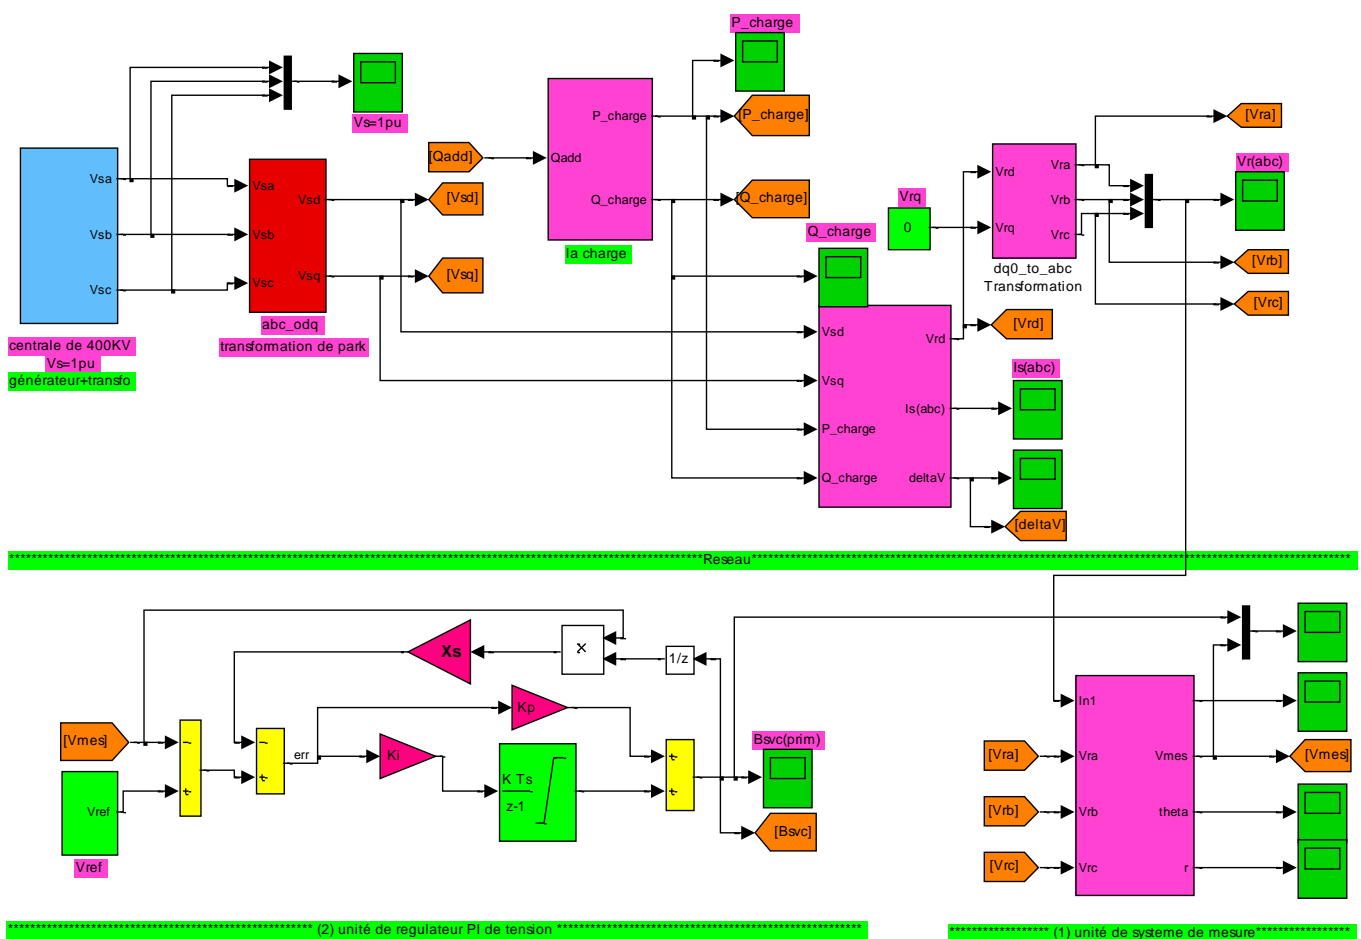 P_charge
Vs=1pu
Vsa
Vsb
Vsc
centrale de 400KV
Vs=1pu
générateur+transfo
Vsa
Vsb
Vsc
Vsd
Vsq
abc_odq
transformation de park
[Qadd]
[Vsd]
[Vsq]
Qadd
P_charge
Q_charge
la charge
[P_charge]
[Q_charge]
Q_charge
Vrq
0
Vrd
Vrq
Vra
Vrb
Vrc
dq0_to_abc
Transformation
[Vra]
Vr(abc)
[Vrb]
[Vrc]
Vsd
Vsq
P_charge
Q_charge
Vrd
Is(abc)
deltaV
[Vrd]
Is(abc)
[deltaV]
Reseau
Xs
×
1/z
[Vmes]
Vref
Vref
−
+
−
+
err
Kp
Ki
K Ts
z-1
+
+
Bsvc(prim)
[Bsvc]
[Vra]
[Vrb]
[Vrc]
In1
Vra
Vrb
Vrc
Vmes
theta
r
[Vmes]
(2) unité de regulateur PI de tension
(1) unité de systeme de mesure